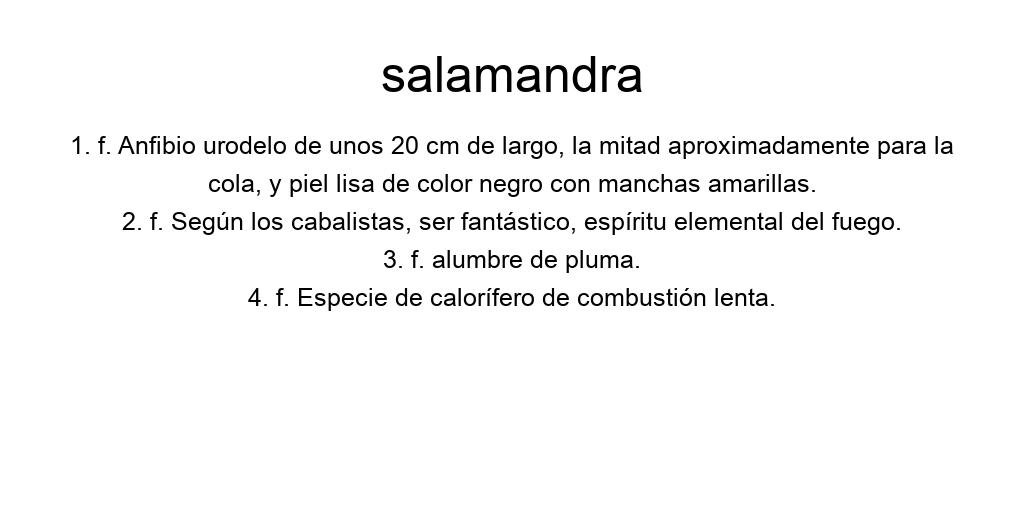 salamandra
1. f. Anfibio urodelo de unos 20 cm de largo, la mitad aproximadamente para la
cola, y piel lisa de color negro con manchas amarillas.
2. f. Según los cabalistas, ser fantástico, espíritu elemental del fuego.
3. f. alumbre de pluma.
4. f. Especie de calorífero de combustión lenta.